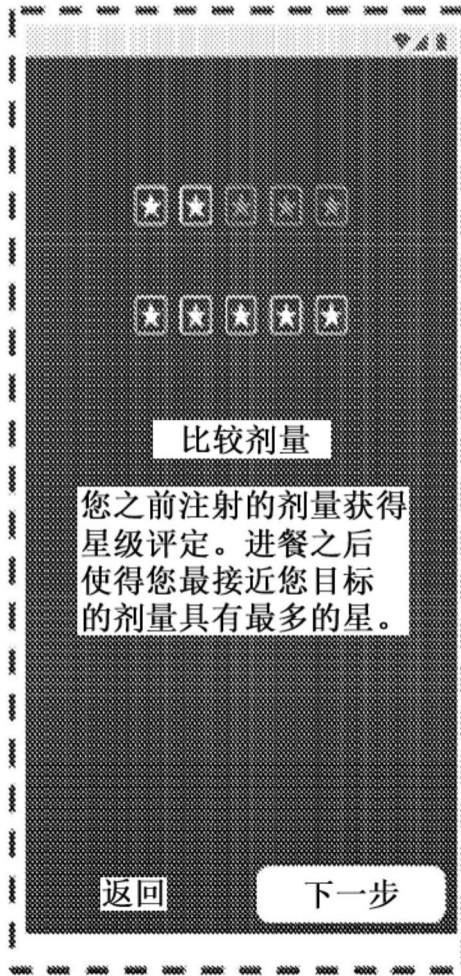 比较剂量
您之前注射的剂量获得
星级评定。进餐之后
使得您最接近您目标
的剂量具有最多的星。
返回
下一步